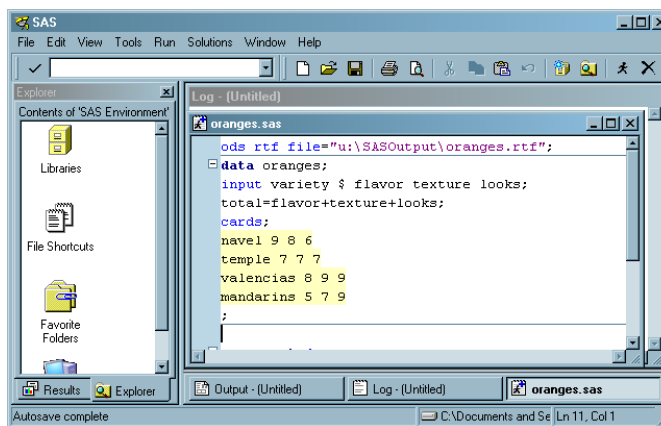 SAS
File Edit View Tools Run Solutions Window Help
Explorer
Contents of 'SAS Environment'
Libraries
File Shortcuts
Favorite
Folders
Results Explorer
Log - (Untitled)
oranges.sas
ods rtf file="u:\SASOutput\oranges.rtf";
data oranges;
input variety $ flavor texture looks;
total=flavor+texture+looks;
cards;
navel 9 8 6
temple 7 7 7
valencias 8 9 9
mandarins 5 7 9
;
Output - (Untitled) Log - (Untitled) oranges.sas
Autosave complete C:\Documents and Se Ln 11, Col 1